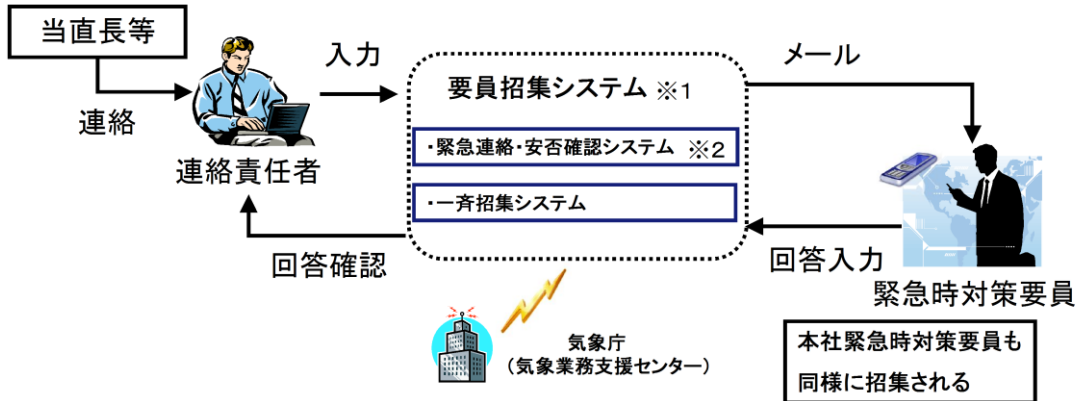 当直長等
連絡
連絡責任者
入力
要員招集システム ※1
・緊急連絡・安否確認システム ※2
・一斉招集システム
メール
回答入力
緊急時対策要員
回答確認
気象庁
（気象業務支援センター）
本社緊急時対策要員も
同様に招集される